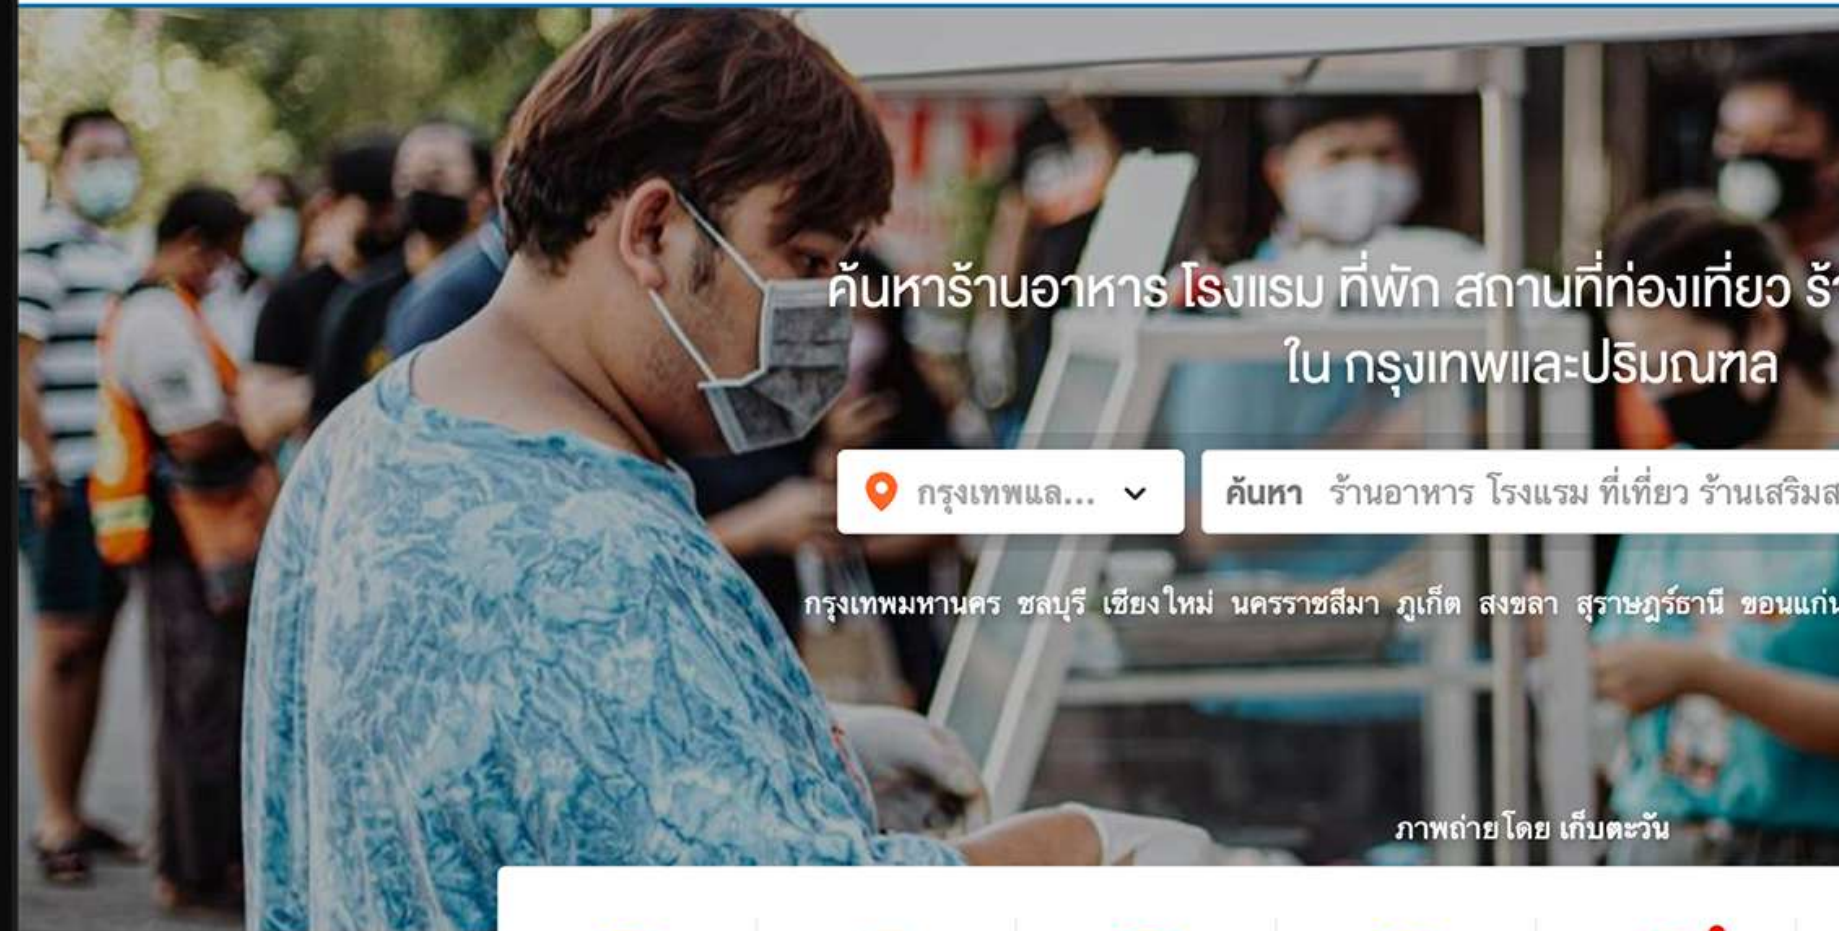 ค้นหาร้านอาหาร โรงแรม ที่พัก สถานที่ท่องเที่ยว
ใน กรุงเทพและปริมณฑล
กรุงเทพแล...
ค้นหา ร้านอาหาร โรงแรม ที่เที่ยว
กรุงเทพมหานคร ชลบุรี เชียงใหม่ นครราชสีมา ภูเก็ต สงขลา สุราษฎร์ธานี ขอนแก่น
ภาพถ่ายโดย เก็บตะวัน